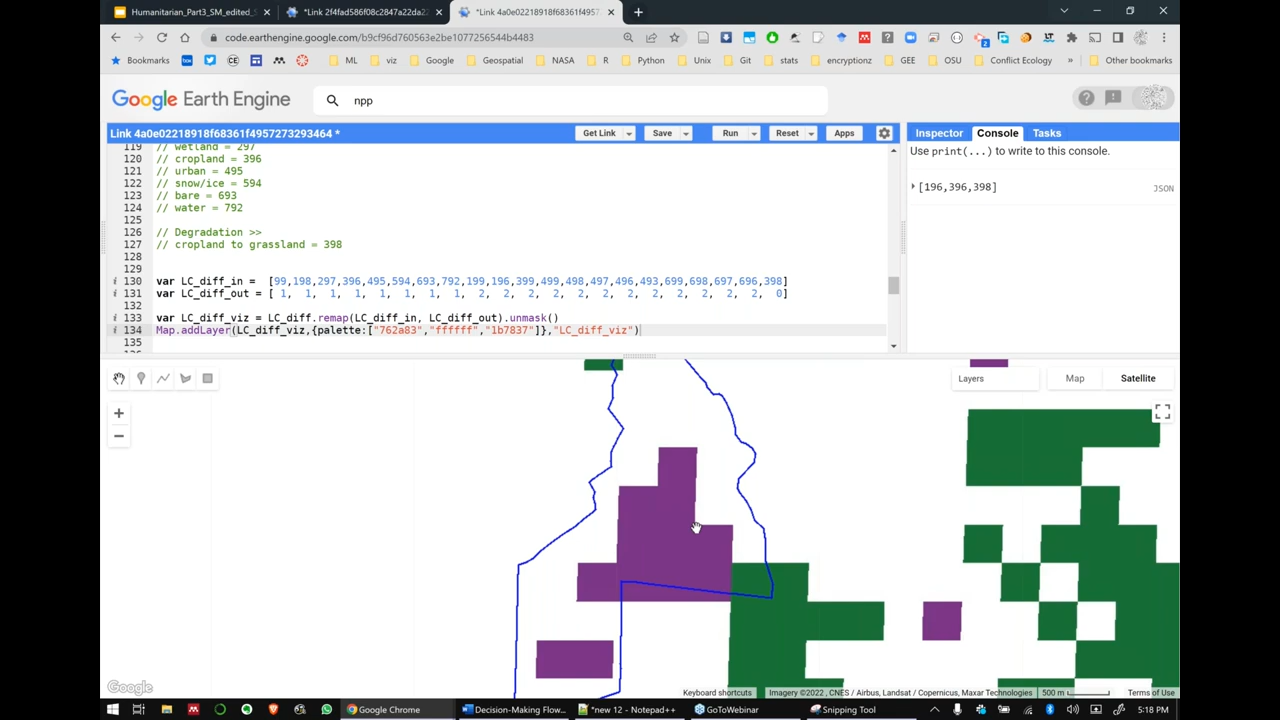 Humanitarian_Part3_SM_edited_
*Link 2f4fad586f08c2847a22da22
*Link 4a0e02218918f68361f4957
code.earthengine.google.com/b9cf96d760563e2be1077256544b4483
Bookmarks
ML
viz
Google
Geospatial
NASA
R
Python
Unix
Git
stats
encryptionz
GEE
OSU
Conflict Ecology
»
Other bookmarks
Google Earth Engine
npp
Link 4a0e02218918f68361f4957273293464 *
Get Link
Save
Run
Reset
Apps
Inspector
Console
Tasks
119 // wetland = 297
120 // cropland = 396
121 // urban = 495
122 // snow/ice = 594
123 // bare = 693
124 // water = 792
125
126 // Degradation >>
127 // cropland to grassland = 398
128
129
130 var LC_diff_in = [99,198,297,396,495,594,693,792,199,196,399,499,498,497,496,493,699,698,697,696,398]
131 var LC_diff_out = [ 1, 1, 1, 1, 1, 1, 1, 1, 2, 2, 2, 2, 2, 2, 2, 2, 2, 2, 2, 2, 0]
132
133 var LC_diff_viz = LC_diff.remap(LC_diff_in, LC_diff_out).unmask()
134 Map.addLayer(LC_diff_viz,{palette:["762a83","ffffff","1b7837"]},"LC_diff_viz")
135
Use print(...) to write to this console.
[196,396,398]
JSON
Layers
Map
Satellite
Google
Keyboard shortcuts
Imagery ©2022 , CNES / Airbus, Landsat / Copernicus, Maxar Technologies
500 m
Terms of Use
Google Chrome
Decision-Making Flow...
*new 12 - Notepad++
GoToWebinar
Snipping Tool
5:18 PM